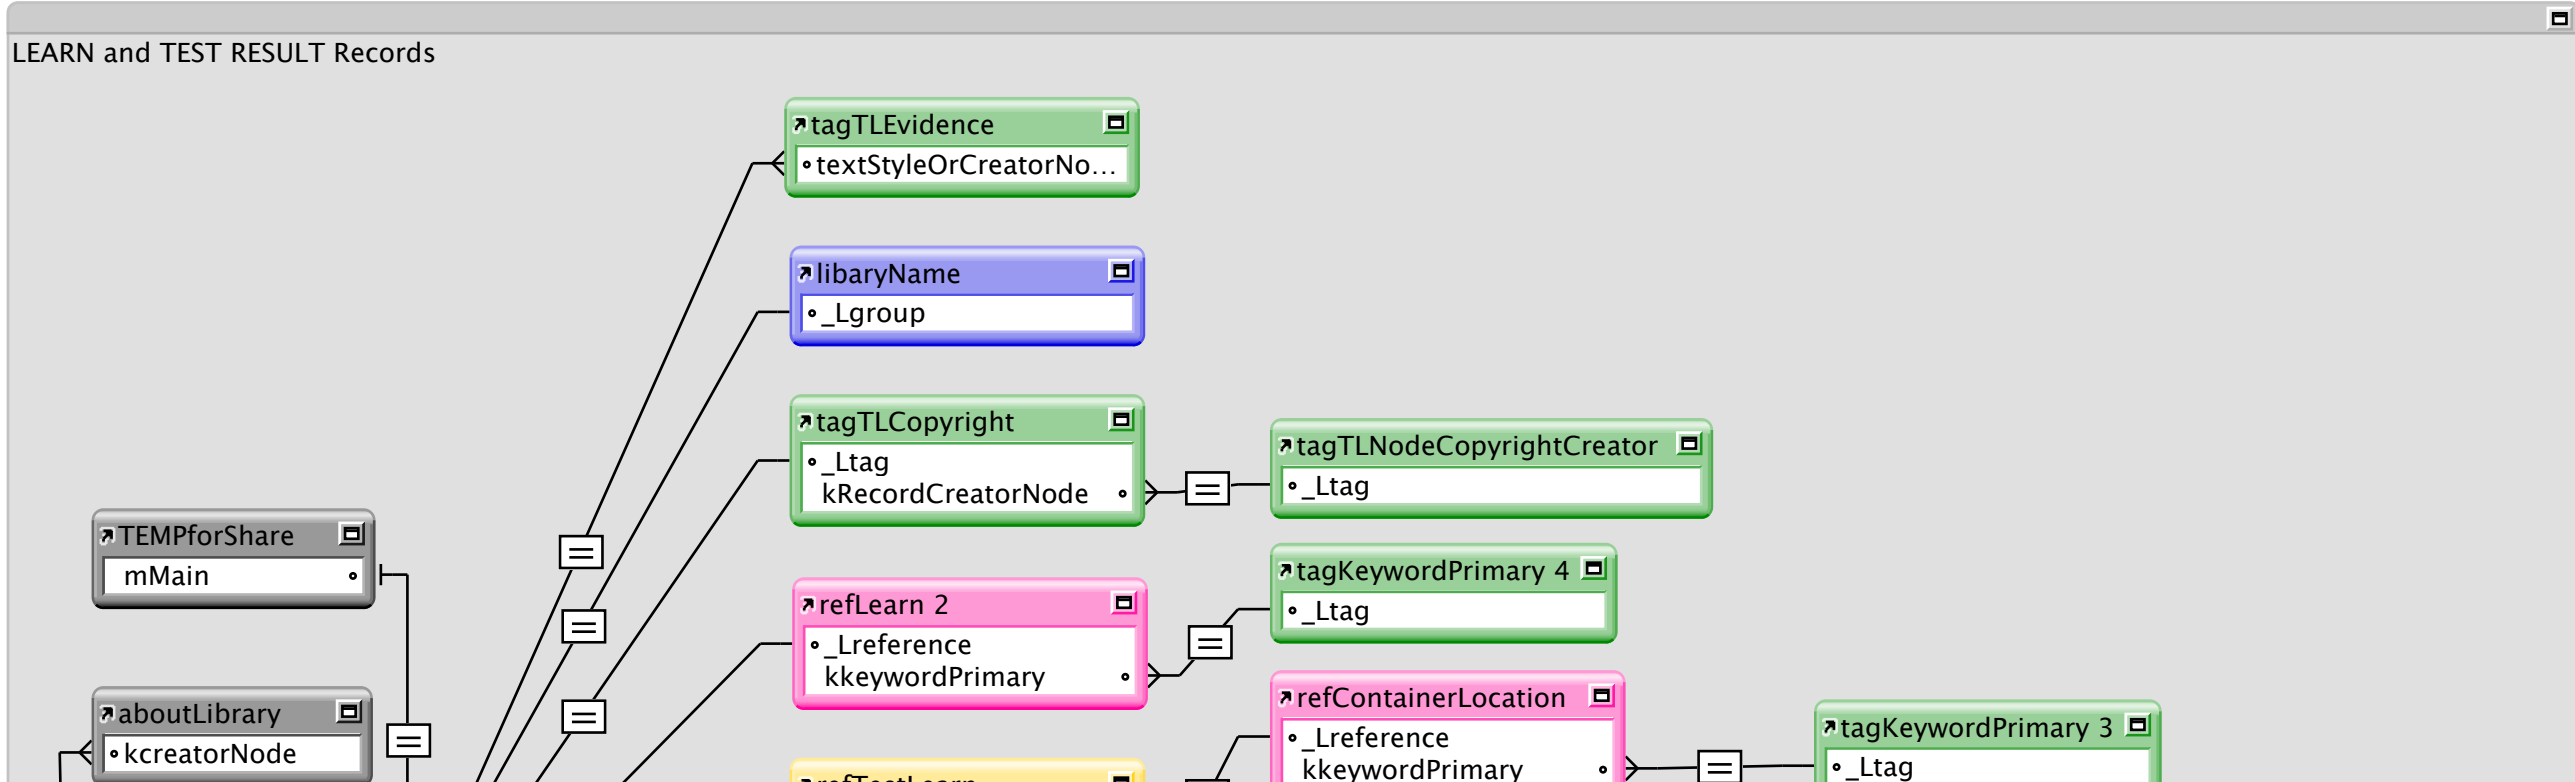 LEARN and TEST RESULT Records
tagTLEvidence
textStyleOrCreatorNo...
libaryName
_Lgroup
tagTLCopyright
_Ltag
kRecordCreatorNode
tagTLNodeCopyrightCreator
_Ltag
TEMPforShare
mMain
tagKeywordPrimary 4
_Ltag
refLearn 2
_Lreference
kkeywordPrimary
refContainerLocation
_Lreference
kkeywordPrimary
tagKeywordPrimary 3
_Ltag
aboutLibrary
kcreatorNode
refTestLearn